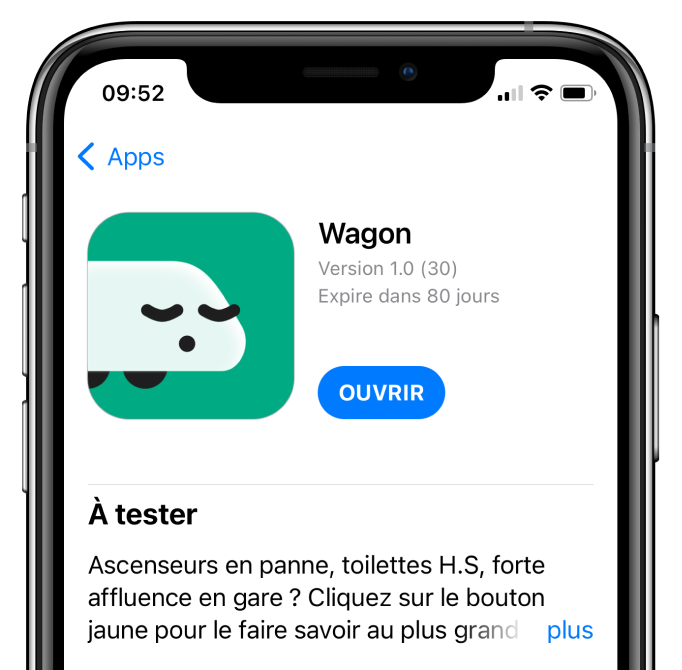 09:52
Apps
Wagon
Version 1.0 (30)
Expire dans 80 jours
OUVRIR
À tester
Ascenseurs en panne, toilettes H.S, forte
affluence en gare ? Cliquez sur le bouton
jaune pour le faire savoir au plus grand plus